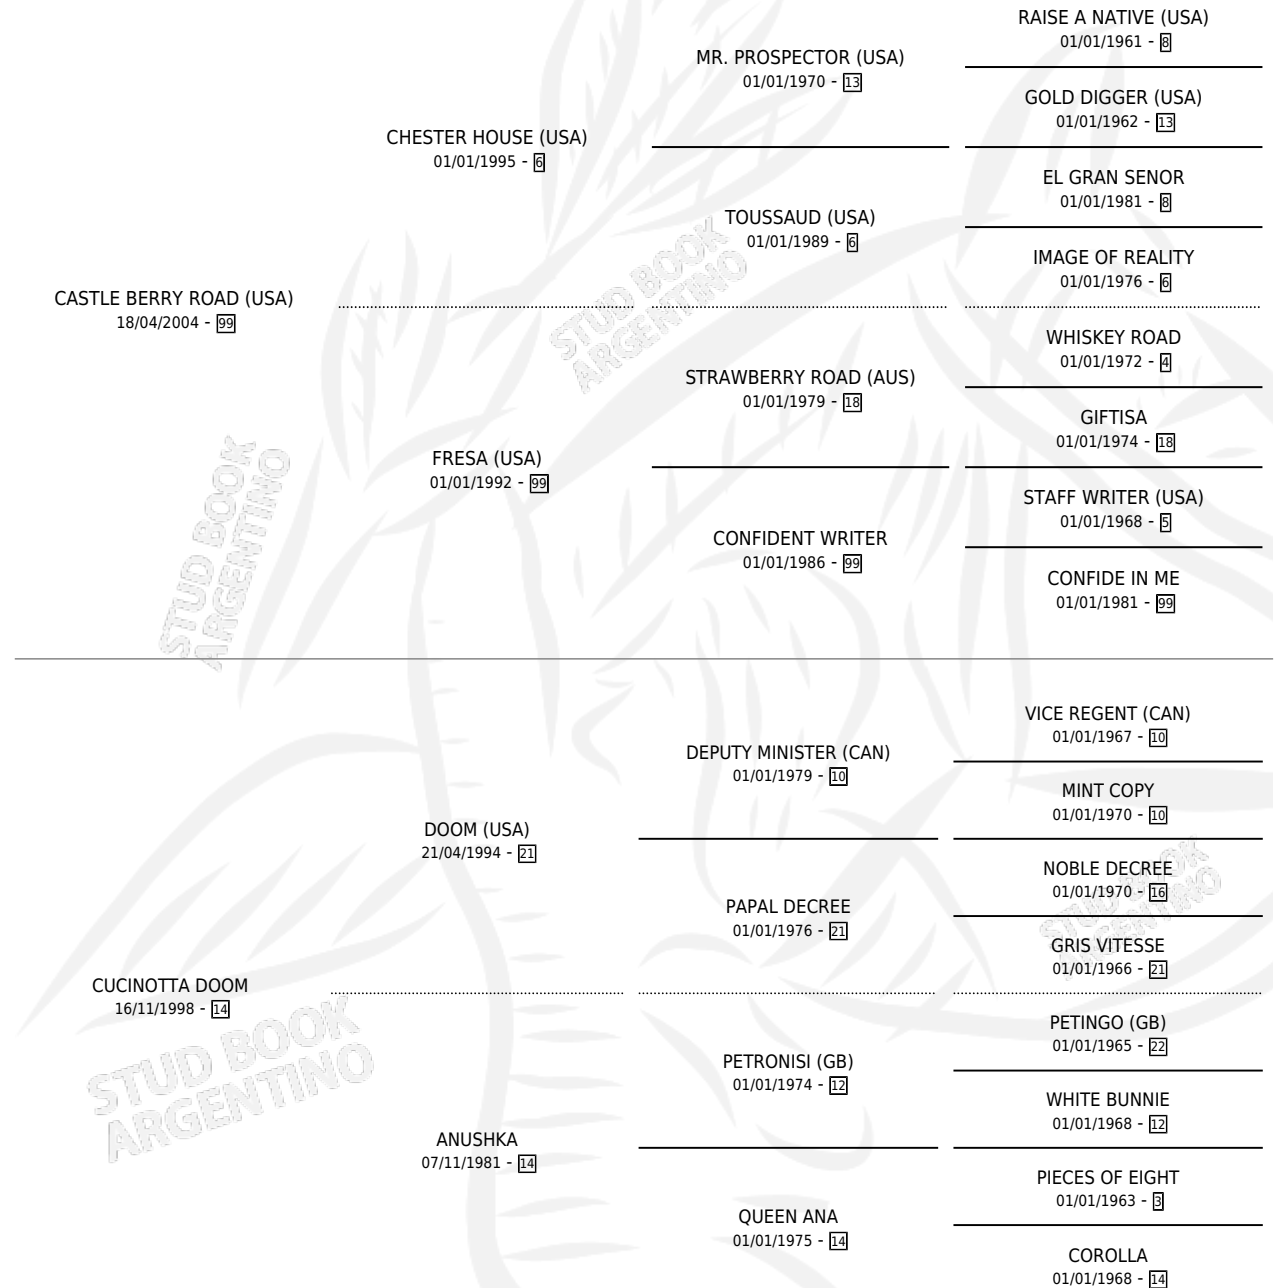 RAISE A NATIVE (USA)
01/01/1961 - 8
MR. PROSPECTOR (USA)
01/01/1970 - 13
GOLD DIGGER (USA)
01/01/1962 - 13
CHESTER HOUSE (USA)
01/01/1995 - 6
EL GRAN SENOR
01/01/1981 - 8
TOUSSAUD (USA)
01/01/1989 - 6
IMAGE OF REALITY
01/01/1976 - 6
CASTLE BERRY ROAD (USA)
18/04/2004 - 99
STUD BOOK
ARGENTINO
WHISKEY ROAD
01/01/1972 - 4
STRAWBERRY ROAD (AUS)
01/01/1979 - 18
GIFTISA
01/01/1974 - 18
FRESA (USA)
01/01/1992 - 99
STAFF WRITER (USA)
01/01/1968 - 5
CONFIDENT WRITER
01/01/1986 - 99
CONFIDE IN ME
01/01/1981 - 99
STUD BOOK
ARGENTINO
VICE REGENT (CAN)
01/01/1967 - 10
DEPUTY MINISTER (CAN)
01/01/1979 - 10
MINT COPY
01/01/1970 - 10
DOOM (USA)
21/04/1994 - 21
NOBLE DECREE
01/01/1970 - 16
PAPAL DECREE
01/01/1976 - 21
STUD BOOK
ARGENTINO
GRIS VITESSE
01/01/1966 - 21
CUCINOTTA DOOM
16/11/1998 - 14
PETINGO (GB)
01/01/1965 - 22
PETRONISI (GB)
01/01/1974 - 12
WHITE BUNNIE
01/01/1968 - 12
STUD BOOK
ARGENTINO
ANUSHKA
07/11/1981 - 14
PIECES OF EIGHT
01/01/1963 - 3
QUEEN ANA
01/01/1975 - 14
COROLLA
01/01/1968 - 14